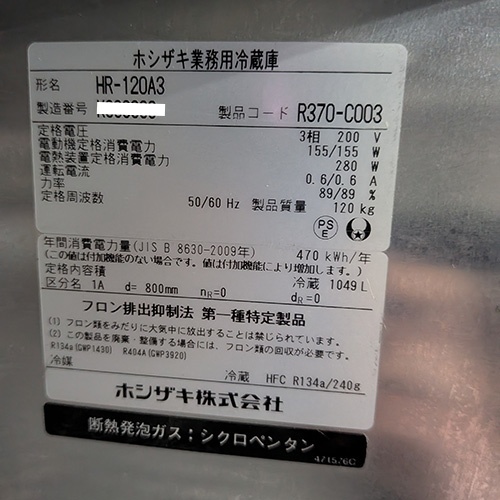 ホシザキ業務用冷蔵庫
形名 HR-120A3
製造番号 製品コード R370-C003
定格電圧 3相 200 V
電動機定格消費電力 155/155 W
電熱装置定格消費電力 280 W
運転電流 0.6/0.6 A
力率 89/89 %
定格周波数 50/60 Hz 製品質量 120 kg
PS
E
年間消費電力量(JIS B 8630-2009年) 470 kWh/年
(この値は付加機能のない場合です。値は付加機能により増加します。)
定格内容積 冷蔵 1049 L
区分名 1A d= 800mm nR=0 dR=0
フロン排出抑制法 第一種特定製品
(1) フロン類をみだりに大気中に放出することは禁じられています。
(2) この製品を廃棄・整備する場合には、フロン類の回収が必要です。
R134a(GWP1430) R404A(GWP3920)
冷媒 冷蔵 HFC R134a/240g
ホシザキ株式会社
断熱発泡ガス：シクロペンタン